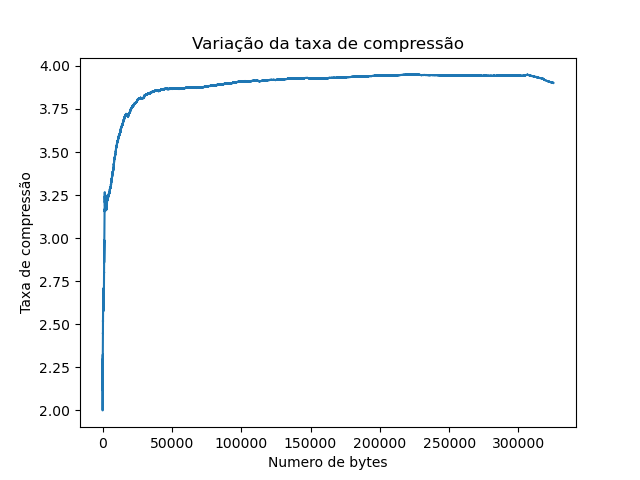 Variação da taxa de compressão
4.00
3.75
3.50
3.25
3.00
2.75
2.50
2.25
2.00
Taxa de compressão
0 50000 100000 150000 200000 250000 300000
Numero de bytes